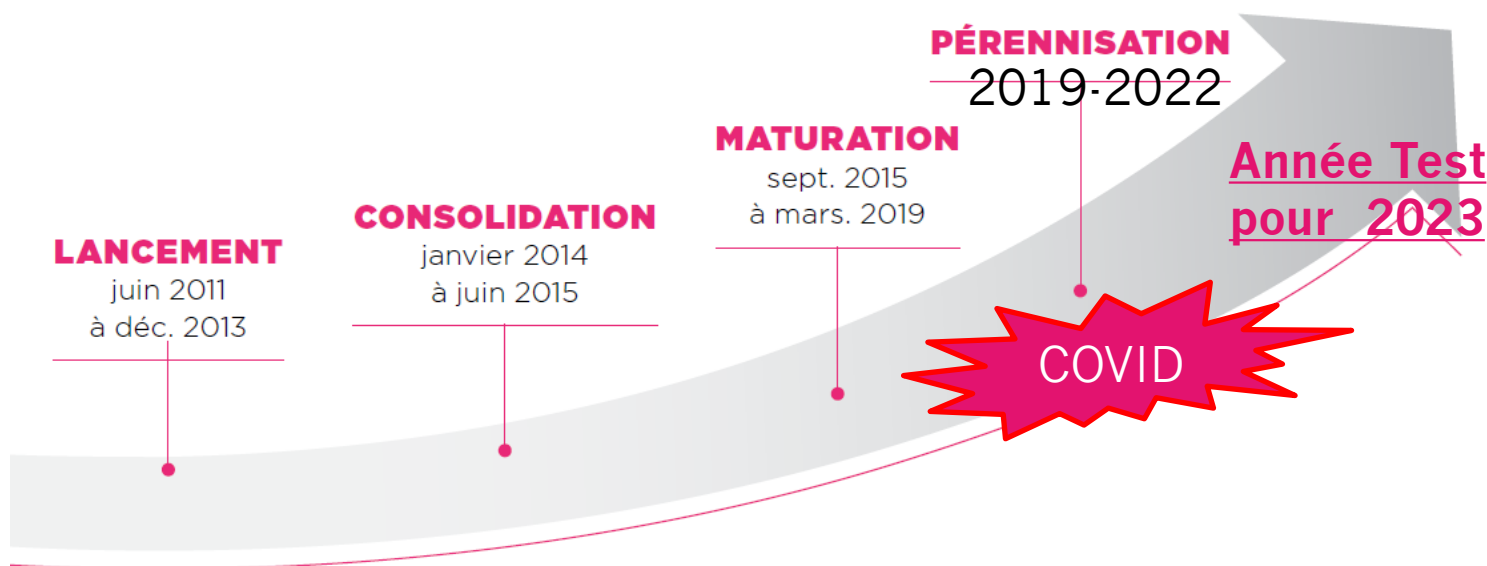 LANCEMENT
juin 2011
à déc. 2013
CONSOLIDATION
janvier 2014
à juin 2015
MATURATION
sept. 2015
à mars. 2019
PÉRENNISATION
2019-2022
COVID
Année Test
pour 2023